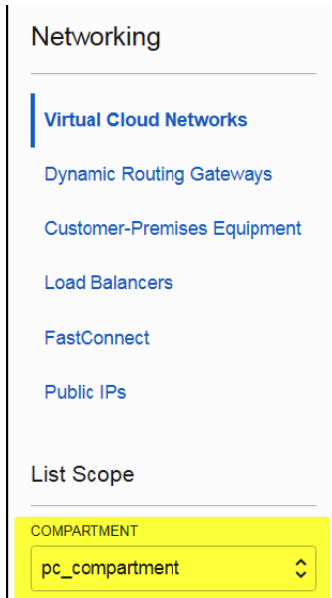 Networking
Virtual Cloud Networks
Dynamic Routing Gateways
Customer-Premises Equipment
Load Balancers
FastConnect
Public IPs
List Scope
COMPARTMENT
pc_compartment